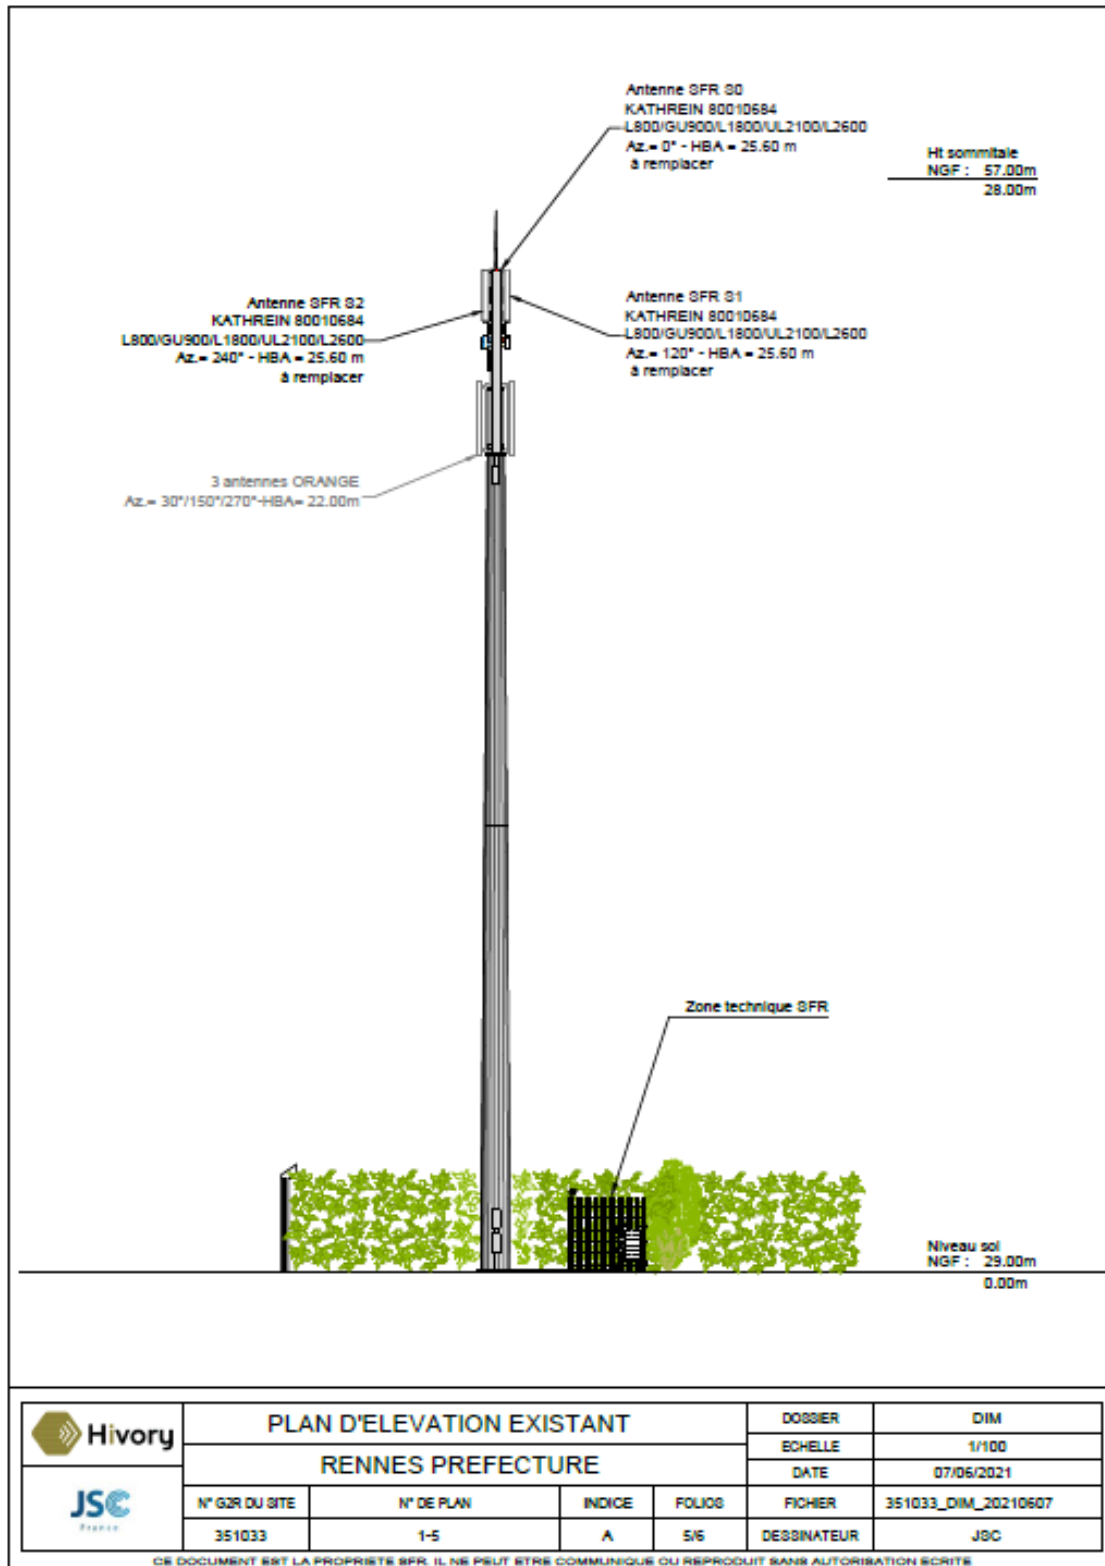 Antenne SFR S0
KATHREIN 80010684
L800/GU900/L1800/UL2100/L2600
Az.= 0° - HBA = 25.60 m
à remplacer
Ht sommitale
NGF : 57.00m
28.00m
Antenne SFR S2
KATHREIN 80010684
L800/GU900/L1800/UL2100/L2600
Az.= 240° - HBA = 25.60 m
à remplacer
Antenne SFR S1
KATHREIN 80010684
L800/GU900/L1800/UL2100/L2600
Az.= 120° - HBA = 25.60 m
à remplacer
3 antennes ORANGE
Az.= 30°/150°/270°-HBA= 22.00m
Zone technique SFR
Niveau sol
NGF : 29.00m
0.00m
Hivory
PLAN D'ELEVATION EXISTANT
DOSSIER DIM
ECHELLE 1/100
RENNES PREFECTURE
DATE 07/06/2021
JSC
France
N° G2R DU SITE N° DE PLAN INDICE FOLIOS FICHIER 351033_DIM_20210607
351033 1-5 A 5/6 DESSINATEUR JSC
CE DOCUMENT EST LA PROPRIETE SFR. IL NE PEUT ETRE COMMUNIQUE OU REPRODUIT SANS AUTORISATION ECRITE